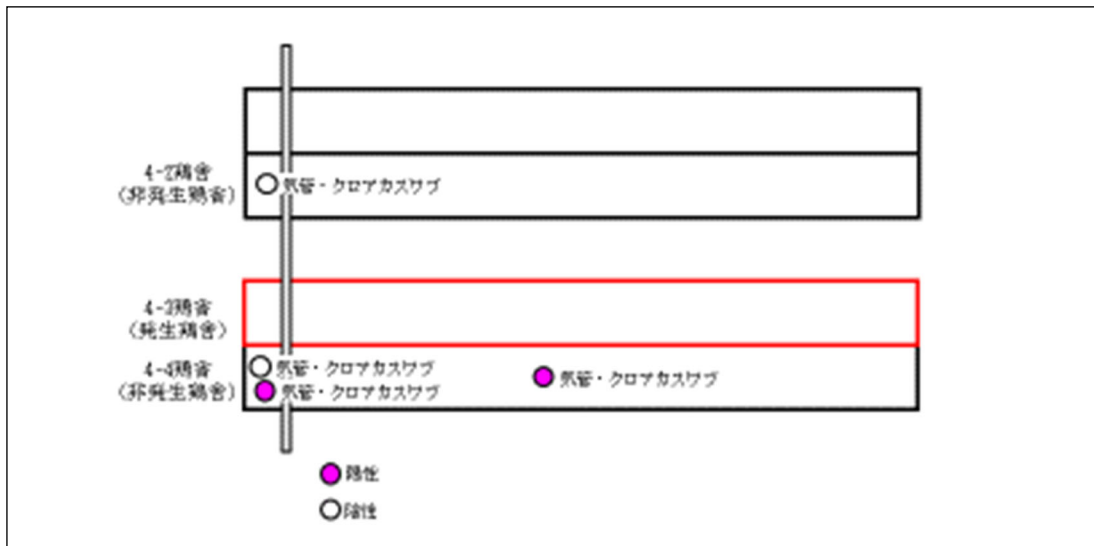 4-2鶏舎
(非発生鶏舎)
気管・クロアカスワブ
4-3鶏舎
(発生鶏舎)
4-4鶏舎
(非発生鶏舎)
気管・クロアカスワブ
気管・クロアカスワブ
気管・クロアカスワブ
陽性
陰性